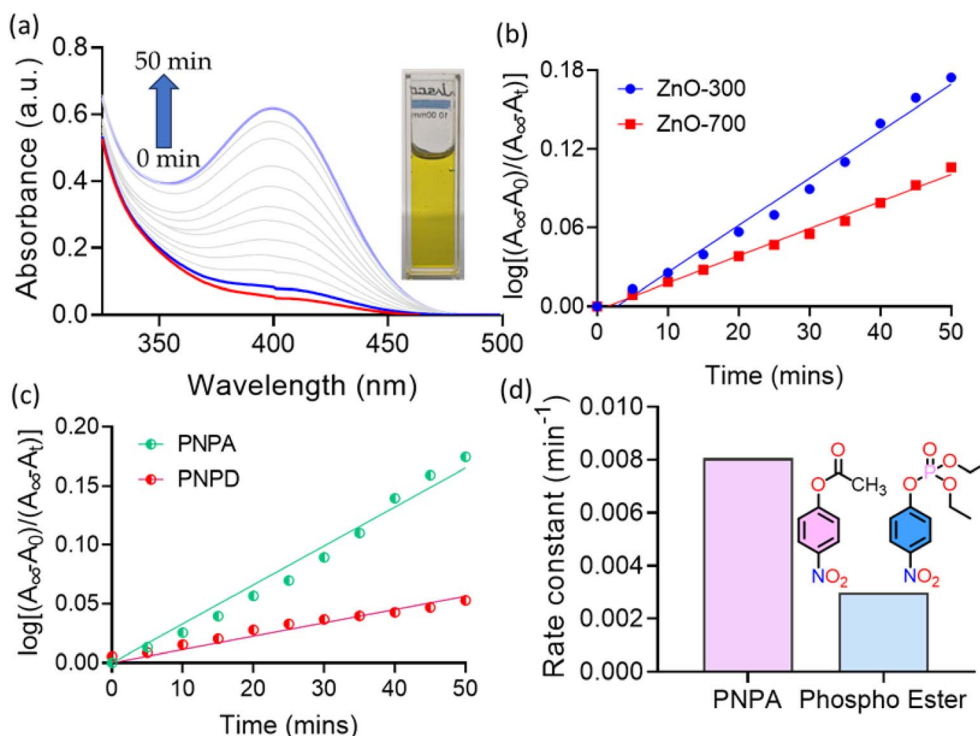 (a)
0.8
0.6
0.4
0.2
0.0
Absorbance (a.u.)
50 min
0 min
10.00mm
350
400
450
500
Wavelength (nm)
(b)
0.18
0.12
0.06
0.00
log[(A∞-A0)/(A∞-At)]
ZnO-300
ZnO-700
0
10
20
30
40
50
Time (mins)
(c)
0.20
0.15
0.10
0.05
0.00
log[(A∞-A0)/(A∞-At)]
PNPA
PNPD
0
10
20
30
40
50
Time (mins)
(d)
0.010
0.008
0.006
0.004
0.002
0.000
Rate constant (min-1)
O
O
CH3
NO2
O
P
O
O
O
NO2
PNPA
Phospho Ester